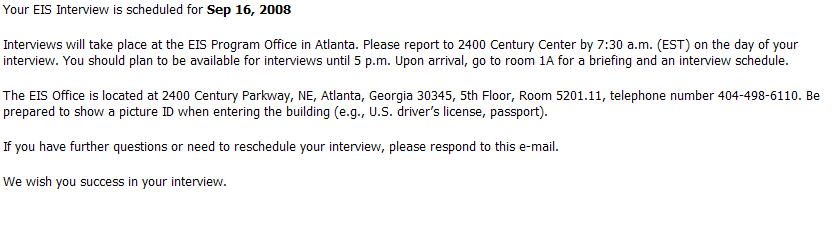 Your EIS Interview is scheduled for Sep 16, 2008
Interviews will take place at the EIS Program Office in Atlanta. Please report to 2400 Century Center by 7:30 a.m. (EST) on the day of your
interview. You should plan to be available for interviews until 5 p.m. Upon arrival, go to room 1A for a briefing and an interview schedule.
The EIS Office is located at 2400 Century Parkway, NE, Atlanta, Georgia 30345, 5th Floor, Room 5201.11, telephone number 404-498-6110. Be
prepared to show a picture ID when entering the building (e.g., U.S. driver's license, passport).
If you have further questions or need to reschedule your interview, please respond to this e-mail.
We wish you success in your interview.